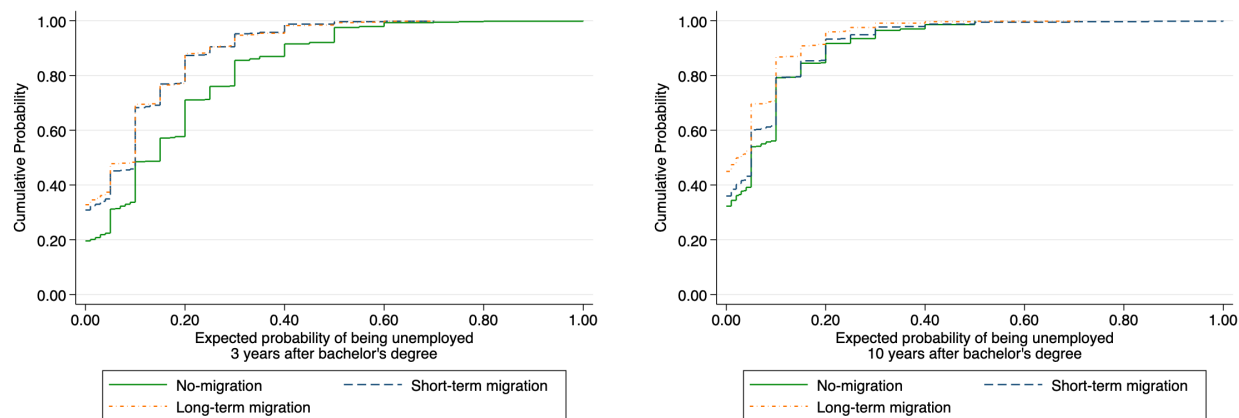 Cumulative Probability
1.00
0.80
0.60
0.40
0.20
0.00
0.00 0.20 0.40 0.60 0.80 1.00
Expected probability of being unemployed
3 years after bachelor's degree
No-migration Short-term migration
Long-term migration
Cumulative Probability
1.00
0.80
0.60
0.40
0.20
0.00
0.00 0.20 0.40 0.60 0.80 1.00
Expected probability of being unemployed
10 years after bachelor's degree
No-migration Short-term migration
Long-term migration